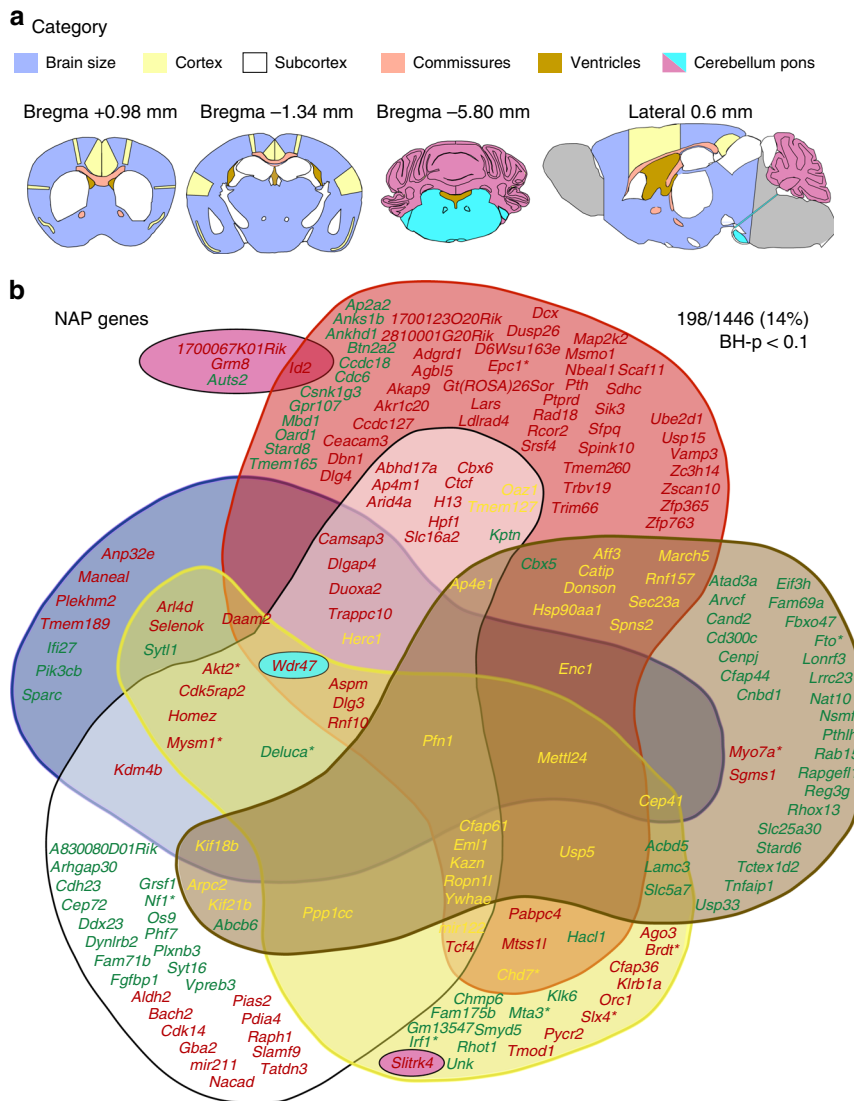 a Category
Brain size Cortex Subcortex Commissures Ventricles Cerebellum pons
Bregma +0.98 mm Bregma –1.34 mm Bregma –5.80 mm Lateral 0.6 mm
b NAP genes
198/1446 (14%)
BH-p < 0.1
1700067K01Rik
Grm8
Auts2
Id2
Ap2a2
Anks1b
Ankhd1
Btn2a2
Ccdc18
Cdc6
Csnk1g3
Gpr107
Mbd1
Oard1
Stard8
Tmem165
1700123O20Rik
2810001G20Rik
Adgrd1
Agbl5
Akap9
Akr1c20
Ccdc127
Ceacam3
Dbn1
Dlg4
Dcx
Dusp26
D6Wsu163e
Epc1*
Gt(ROSA)26Sor
Lars
Ldlrad4
Map2k2
Msmo1
Nbeal1
Scaf11
Pth
Sdhc
Ptprd
Sik3
Rad18
Sfpq
Rcor2
Srsf4
Spink10
Tmem260
Trbv19
Trim66
Ube2d1
Usp15
Vamp3
Zc3h14
Zscan10
Zfp365
Zfp763
Abhd17a
Ap4m1
Arid4a
Cbx6
Ctcf
H13
Hpf1
Slc16a2
Kptn
Camsap3
Dlgap4
Duoxa2
Trappc10
Herc1
Ap4e1
Cbx5
Aff3
Catip
Donson
Hsp90aa1
March5
Rnf157
Sec23a
Spns2
Atad3a
Arvcf
Cand2
Cd300c
Cenpj
Cfap44
Cnbd1
Eif3h
Fam69a
Fbxo47
Fto*
Lonrf3
Lrrc23
Nat10
Nsmf
Pthlh
Rab15
Rapgefl1
Reg3g
Rhox13
Slc25a30
Stard6
Tctex1d2
Tnfaip1
Usp33
Myo7a*
Sgms1
Anp32e
Maneal
Plekhm2
Tmem189
Ifi27
Pik3cb
Sparc
Arl4d
Selenok
Sytl1
Daam2
Wdr47
Akt2*
Cdk5rap2
Homez
Mysm1*
Deluca*
Aspm
Dlg3
Rnf10
Kdm4b
Enc1
Pfn1
Mettl24
Cep41
Usp5
Acbd5
Lamc3
Slc5a7
Kif18b
Arpc2
Kif21b
Abcb6
Ppp1cc
Cfap61
Eml1
Kazn
Ropn1l
Ywhae
Tcf4
Pabpc4
Mtss1l
Hacl1
Chd7*
A830080D01Rik
Arhgap30
Cdh23
Cep72
Ddx23
Dynlrb2
Fam71b
Fgfbp1
Grsf1
Nf1*
Os9
Phf7
Plxnb3
Syt16
Vpreb3
Aldh2
Bach2
Cdk14
Gba2
mir211
Nacad
Pias2
Pdia4
Raph1
Slamf9
Tatdn3
Chmp6
Fam175b
Gm13547
Irf1*
Klk6
Mta3*
Smyd5
Rhot1
Unk
Slitrk4
Ago3
Brdt*
Cfap36
Klrb1a
Orc1
Slx4*
Pycr2
Tmod1